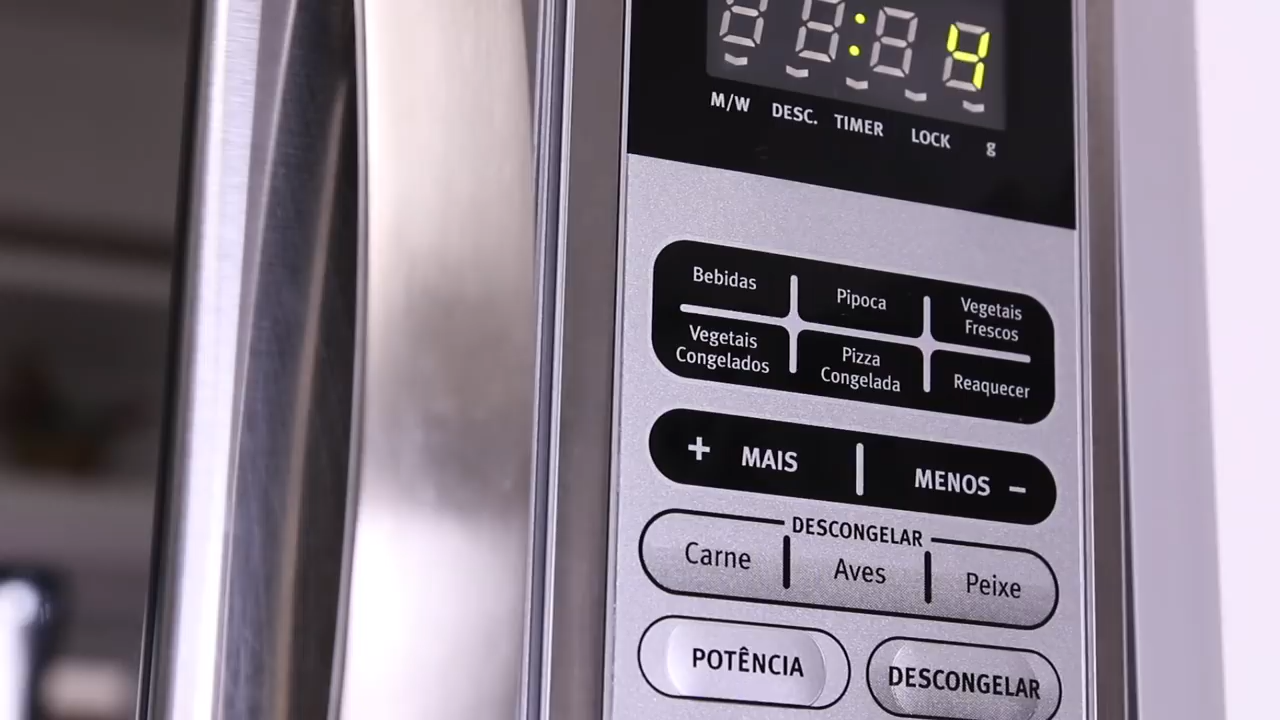 :4
M/W DESC. TIMER LOCK g
Bebidas Pipoca Vegetais Frescos
Vegetais Congelados Pizza Congelada Reaquecer
+ MAIS MENOS -
DESCONGELAR
Carne Aves Peixe
POTÊNCIA DESCONGELAR